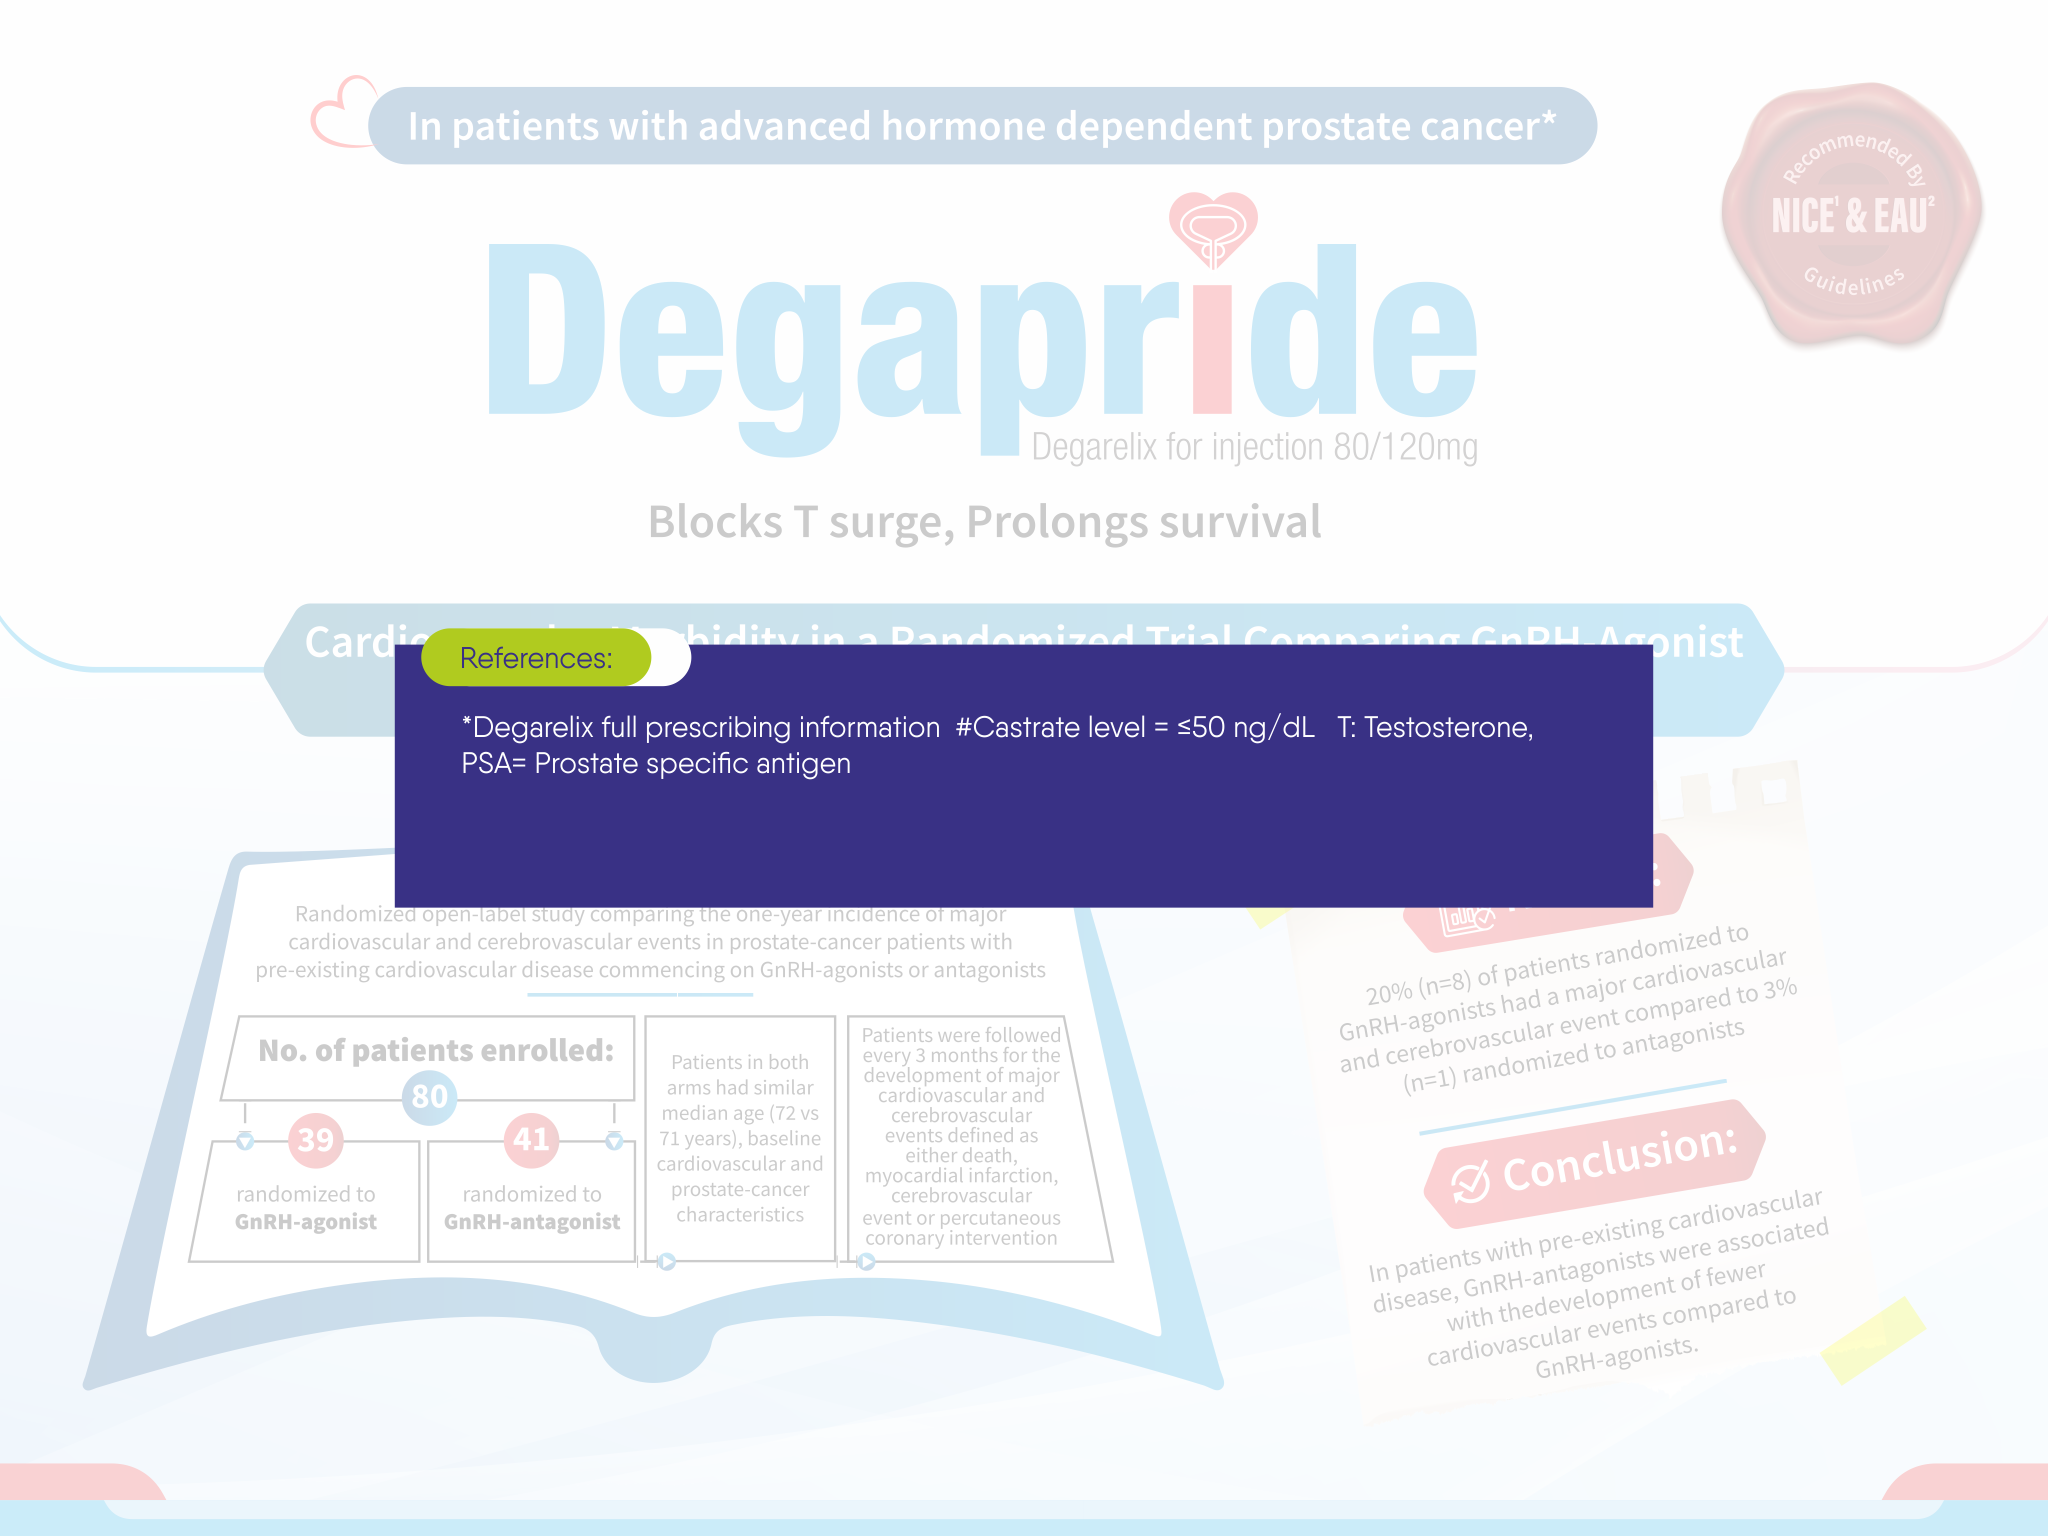 In patients with advanced hormone dependent prostate cancer*
Recommended By
NICE¹ & EAU²
Guidelines
Degapride
Degarelix for injection 80/120mg
Blocks T surge, Prolongs survival
Morbidity in a Randomized Trial Comparing GnRH-Agonist
References:
*Degarelix full prescribing information #Castrate level = ≤50 ng/dL T: Testosterone,
PSA= Prostate specific antigen
Randomized open-label study comparing the one-year incidence of major
cardiovascular and cerebrovascular events in prostate-cancer patients with
pre-existing cardiovascular disease commencing on GnRH-agonists or antagonists
No. of patients enrolled:
80
39
randomized to
GnRH-agonist
41
randomized to
GnRH-antagonist
Patients in both
arms had similar
median age (72 vs
71 years), baseline
cardiovascular and
prostate-cancer
characteristics
Patients were followed
every 3 months for the
development of major
cardiovascular and
cerebrovascular
events defined as
either death,
myocardial infarction,
cerebrovascular
event or percutaneous
coronary intervention
20% (n=8) of patients randomized to
GnRH-agonists had a major cardiovascular
and cerebrovascular event compared to 3%
(n=1) randomized to antagonists
Conclusion:
In patients with pre-existing cardiovascular
disease, GnRH-antagonists were associated
with thedevelopment of fewer
cardiovascular events compared to
GnRH-agonists.